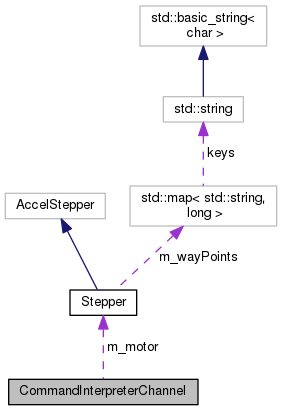 std::basic_string<
char >
std::string
keys
AccelStepper
std::map< std::string,
long >
m_wayPoints
Stepper
m_motor
CommandInterpreterChannel